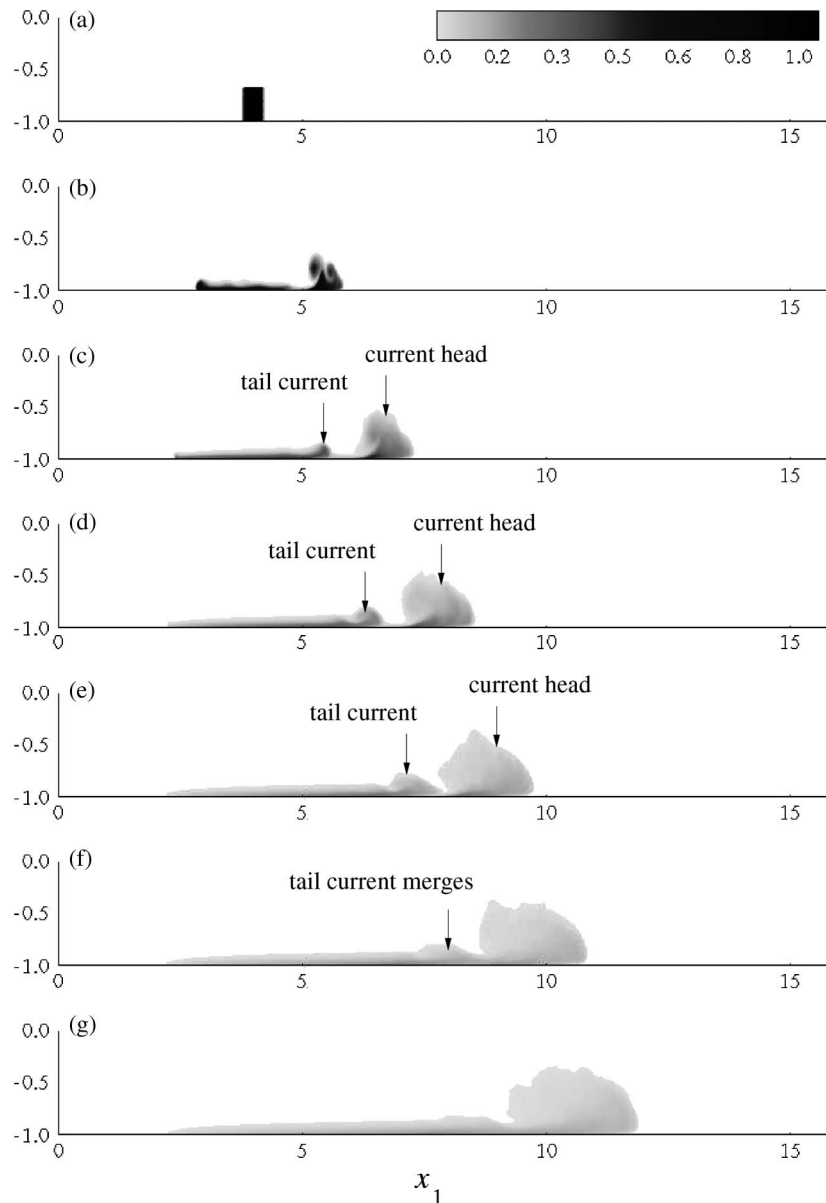 0.0 (a)
0.0 0.2 0.3 0.5 0.6 0.8 1.0
-0.5
-1.0
0 5 10 15
0.0 (b)
-0.5
-1.0
0 5 10 15
0.0 (c)
current head
tail current
-0.5
-1.0
0 5 10 15
0.0 (d)
current head
tail current
-0.5
-1.0
0 5 10 15
0.0 (e)
current head
tail current
-0.5
-1.0
0 5 10 15
0.0 (f)
tail current merges
-0.5
-1.0
0 5 10 15
0.0 (g)
-0.5
-1.0
0 5 10 15
x1